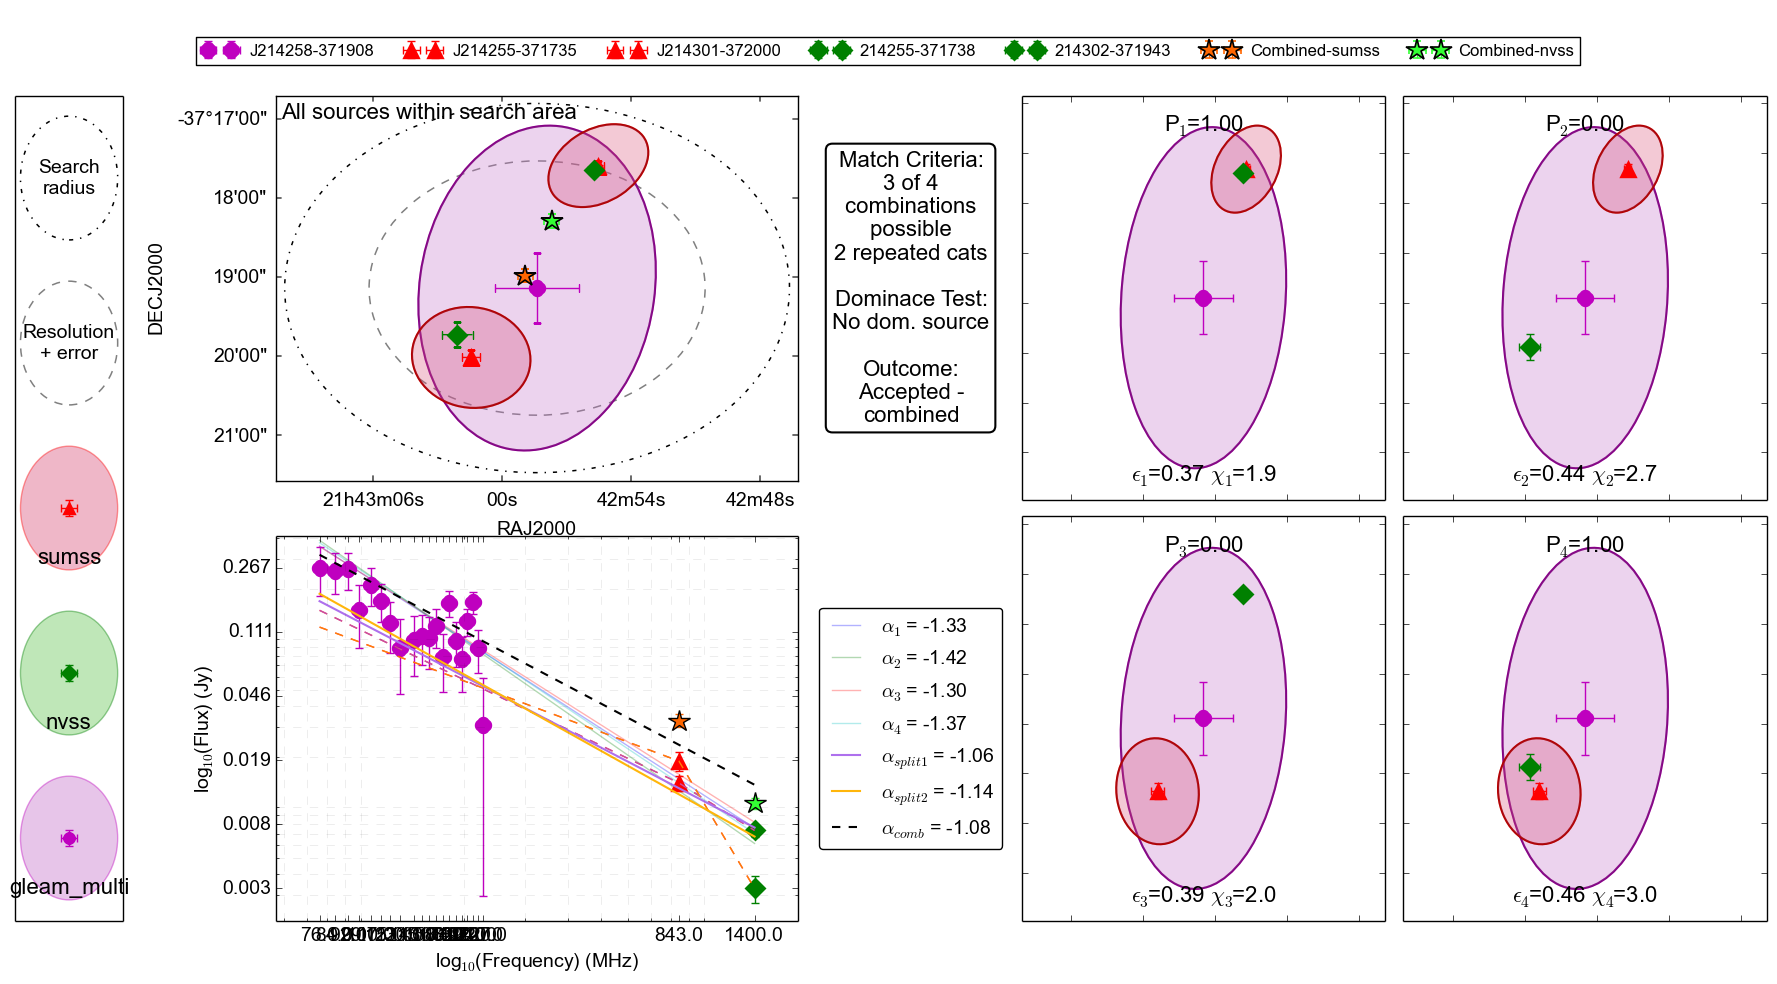 J214258-371908 J214255-371735 J214301-372000 214255-371738 214302-371943 Combined-sumss Combined-nvss
Search
radius
Resolution
+ error
sumss
nvss
gleam_multi
All sources within search area
DECJ2000
-37°17'00"
18'00"
19'00"
20'00"
21'00"
21h43m06s 00s 42m54s 42m48s
RAJ2000
Match Criteria:
3 of 4
combinations
possible
2 repeated cats
Dominace Test:
No dom. source
Outcome:
Accepted -
combined
P1=1.00
ϵ1=0.37 χ1=1.9
P2=0.00
ϵ2=0.44 χ2=2.7
P3=0.00
ϵ3=0.39 χ3=2.0
P4=1.00
ϵ4=0.46 χ4=3.0
log10(Flux) (Jy)
0.267
0.111
0.046
0.019
0.008
0.003
843.0 1400.0
log10(Frequency) (MHz)
α1 = -1.33
α2 = -1.42
α3 = -1.30
α4 = -1.37
αsplit1 = -1.06
αsplit2 = -1.14
αcomb = -1.08